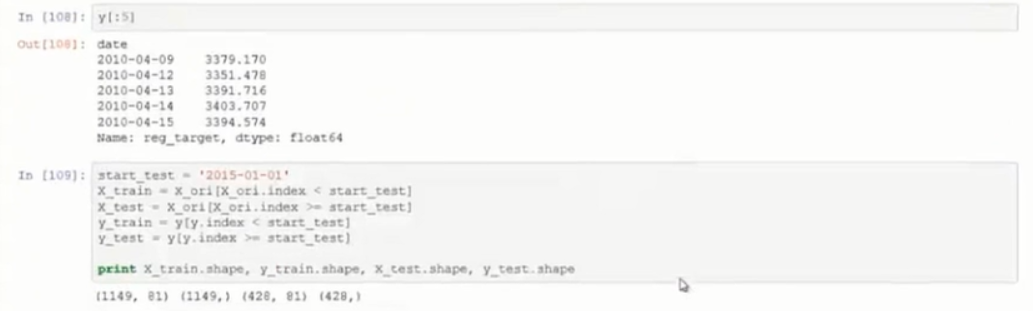 In [108]: y[:5]
Out[108]: date
2010-04-09    3379.170
2010-04-12    3351.478
2010-04-13    3391.716
2010-04-14    3403.707
2010-04-15    3394.574
Name: reg_target, dtype: float64
In [109]: start_test = '2015-01-01'
X_train = X_ori[X_ori.index < start_test]
X_test = X_ori[X_ori.index >= start_test]
y_train = y[y.index < start_test]
y_test = y[y.index >= start_test]
print X_train.shape, y_train.shape, X_test.shape, y_test.shape
(1149, 81) (1149,) (428, 81) (428,)